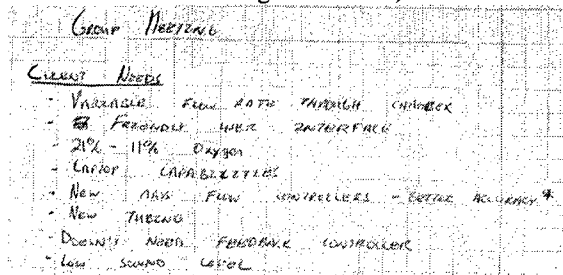 Group Meeting
Client Needs
- Variable flow rate through chamber
- Friendly user interface
- 21% - 11% Oxygen
- Laptop capabilities
- New mass flow controllers - better accuracy*
- New tubing
- Doesn't need feedback controller
- Low sound level